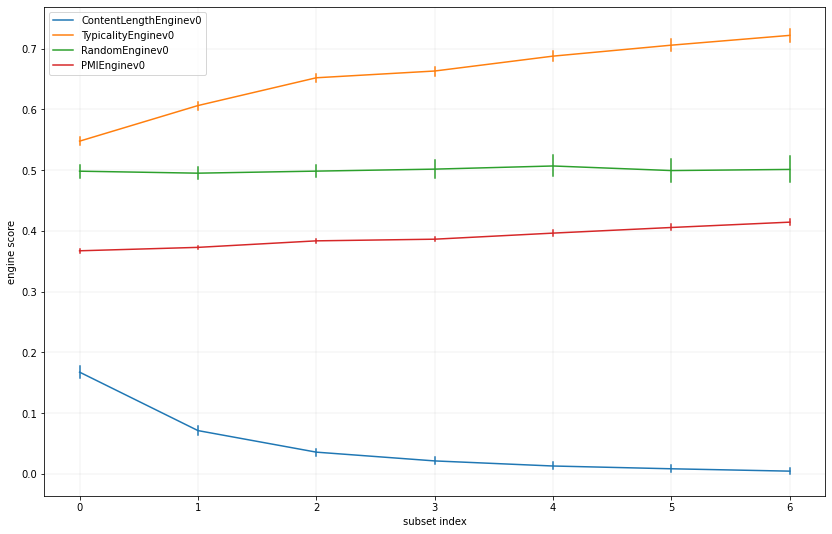 ContentLengthEnginev0
TypicalityEnginev0
RandomEnginev0
PMIEnginev0
0.7
0.6
0.5
0.4
0.3
0.2
0.1
0.0
engine score
0 1 2 3 4 5 6
subset index